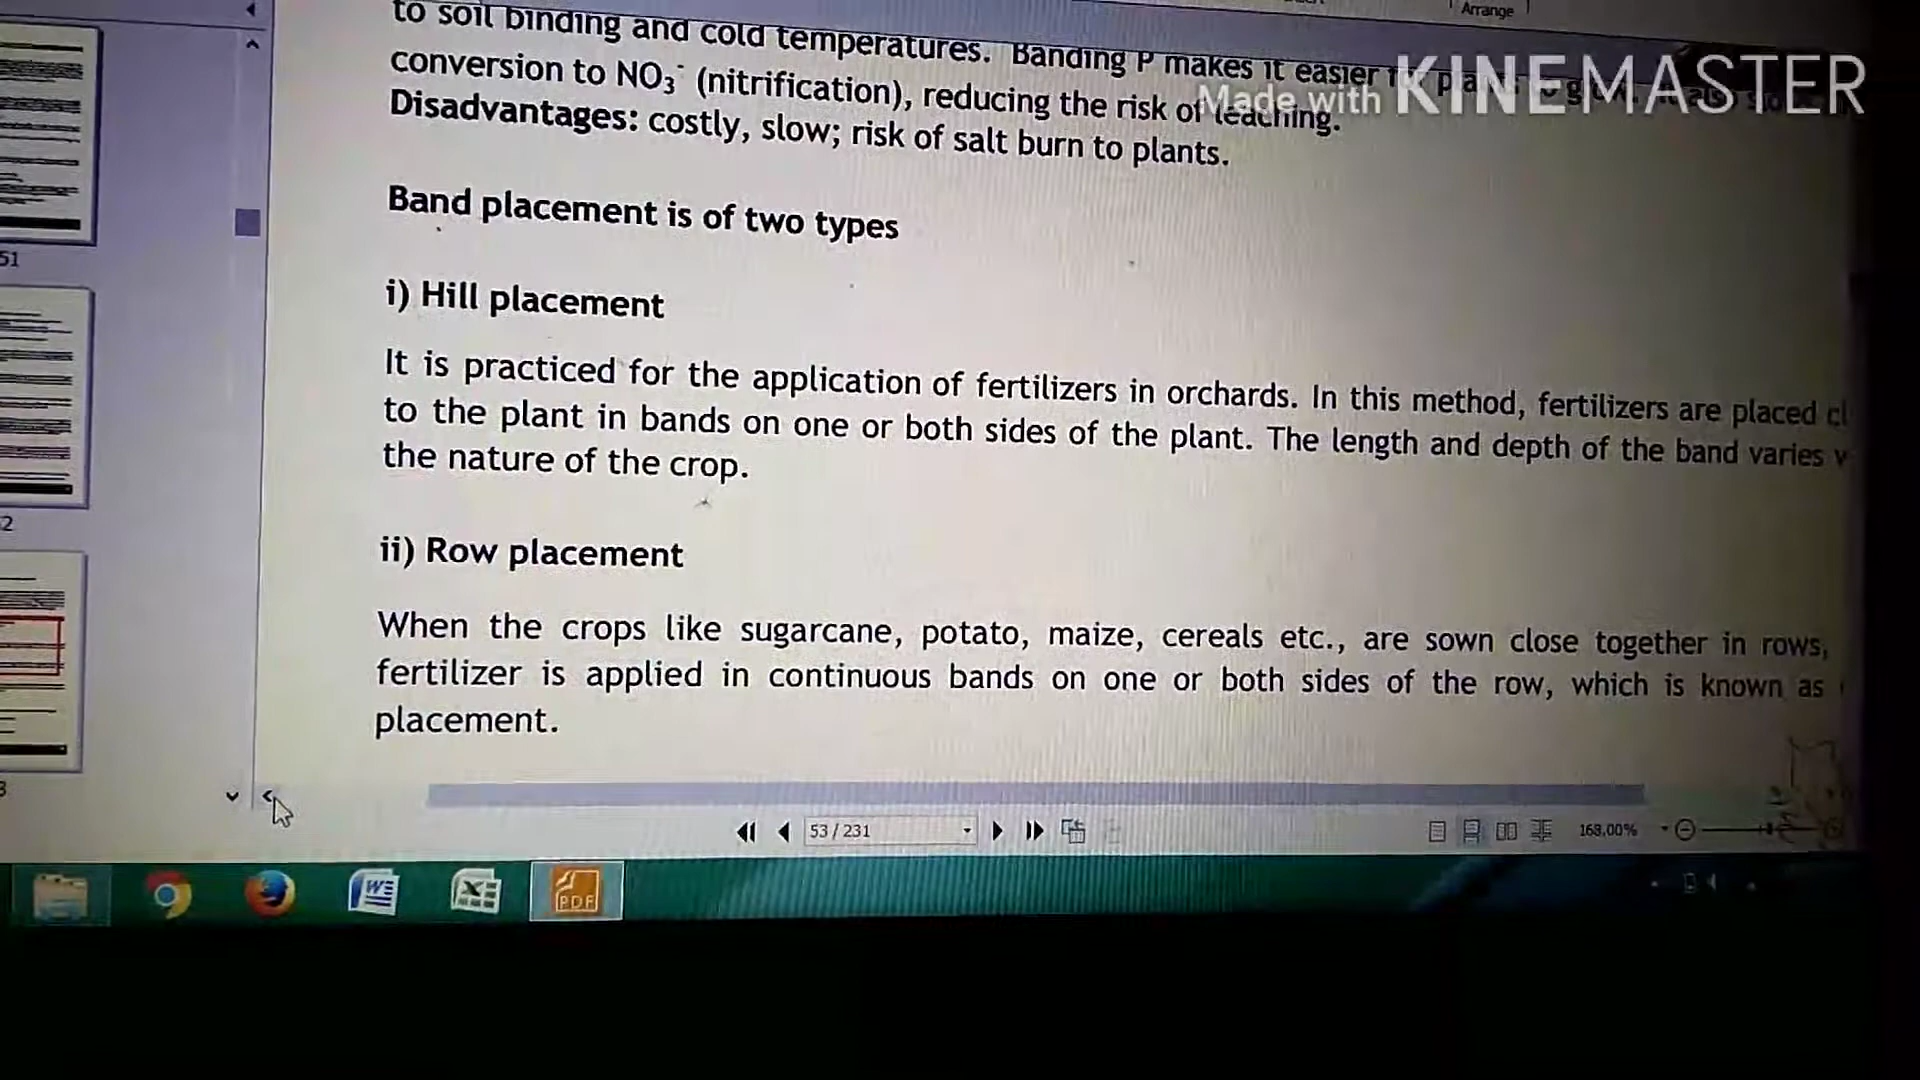 Arrange
to soil binding and cold temperatures. Banding P makes it easier
conversion to NO₃⁻ (nitrification), reducing the risk of leaching.
Made with KINEMASTER
Disadvantages: costly, slow; risk of salt burn to plants.
Band placement is of two types
i) Hill placement
It is practiced for the application of fertilizers in orchards. In this method, fertilizers are placed
to the plant in bands on one or both sides of the plant. The length and depth of the band varies
the nature of the crop.
ii) Row placement
When the crops like sugarcane, potato, maize, cereals etc., are sown close together in rows,
fertilizer is applied in continuous bands on one or both sides of the row, which is known as
placement.
51
2
3
53 / 231
168.00%
PDF